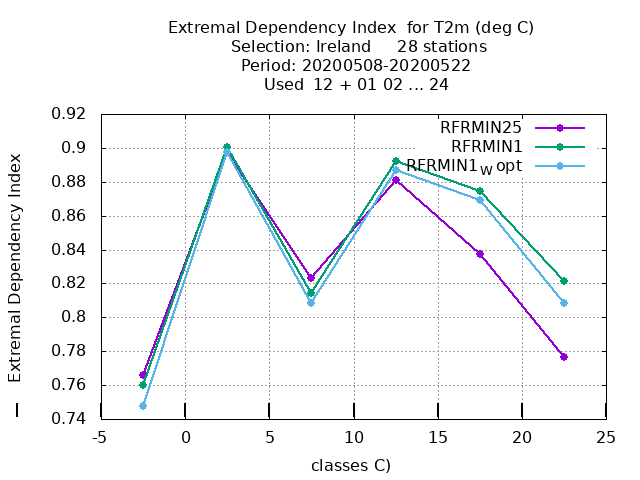 Extremal Dependency Index for T2m (deg C)
Selection: Ireland 28 stations
Period: 20200508-20200522
Used 12 + 01 02 ... 24
Extremal Dependency Index
0.92
0.9
0.88
0.86
0.84
0.82
0.8
0.78
0.76
0.74
RFRMIN25
RFRMIN1
RFRMIN1W opt
-5 0 5 10 15 20 25
classes C)